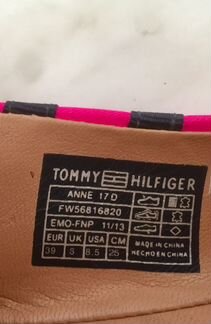 TOMMY HILFIGER
ANNE 17D
FW56816820
EMO-FNP 11/13
EUR UK USA CM
39 6 8,5 25
MADE IN CHINA
HECHO EN CHINA